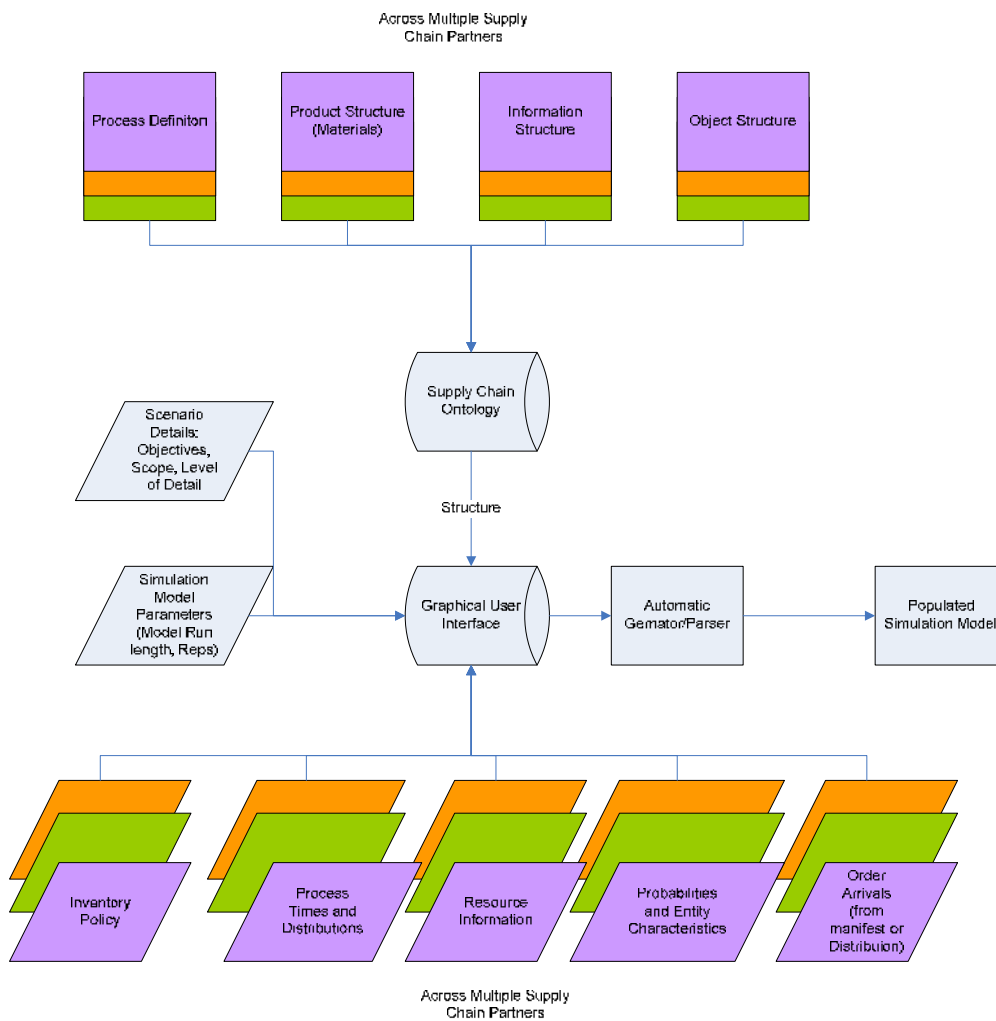 Across Multiple Supply
Chain Partners
Process Definiton
Product Structure
(Materials)
Information
Structure
Object Structure
Supply Chain
Ontology
Scenario
Details:
Objectives,
Scope, Level
of Detail
Structure
Simulation
Model
Parameters
(Model Run
length, Reps)
Graphical User
Interface
Automatic
Gernator/Parser
Populated
Simulation Model
Inventory
Policy
Process
Times and
Distributions
Resource
Information
Probabilities
and Entity
Characteristics
Order
Arrivals
(from
manifest or
Distribuion)
Across Multiple Supply
Chain Partners